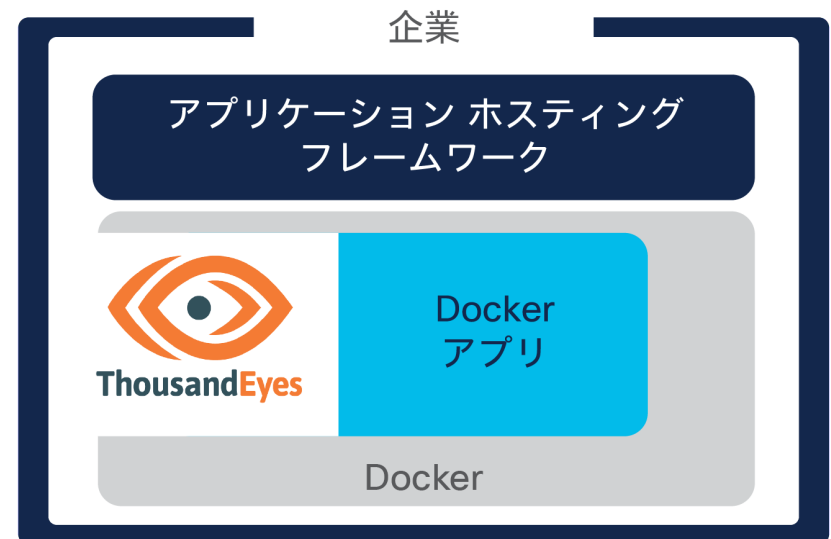 企業
アプリケーション ホスティング
フレームワーク
ThousandEyes
Docker
アプリ
Docker